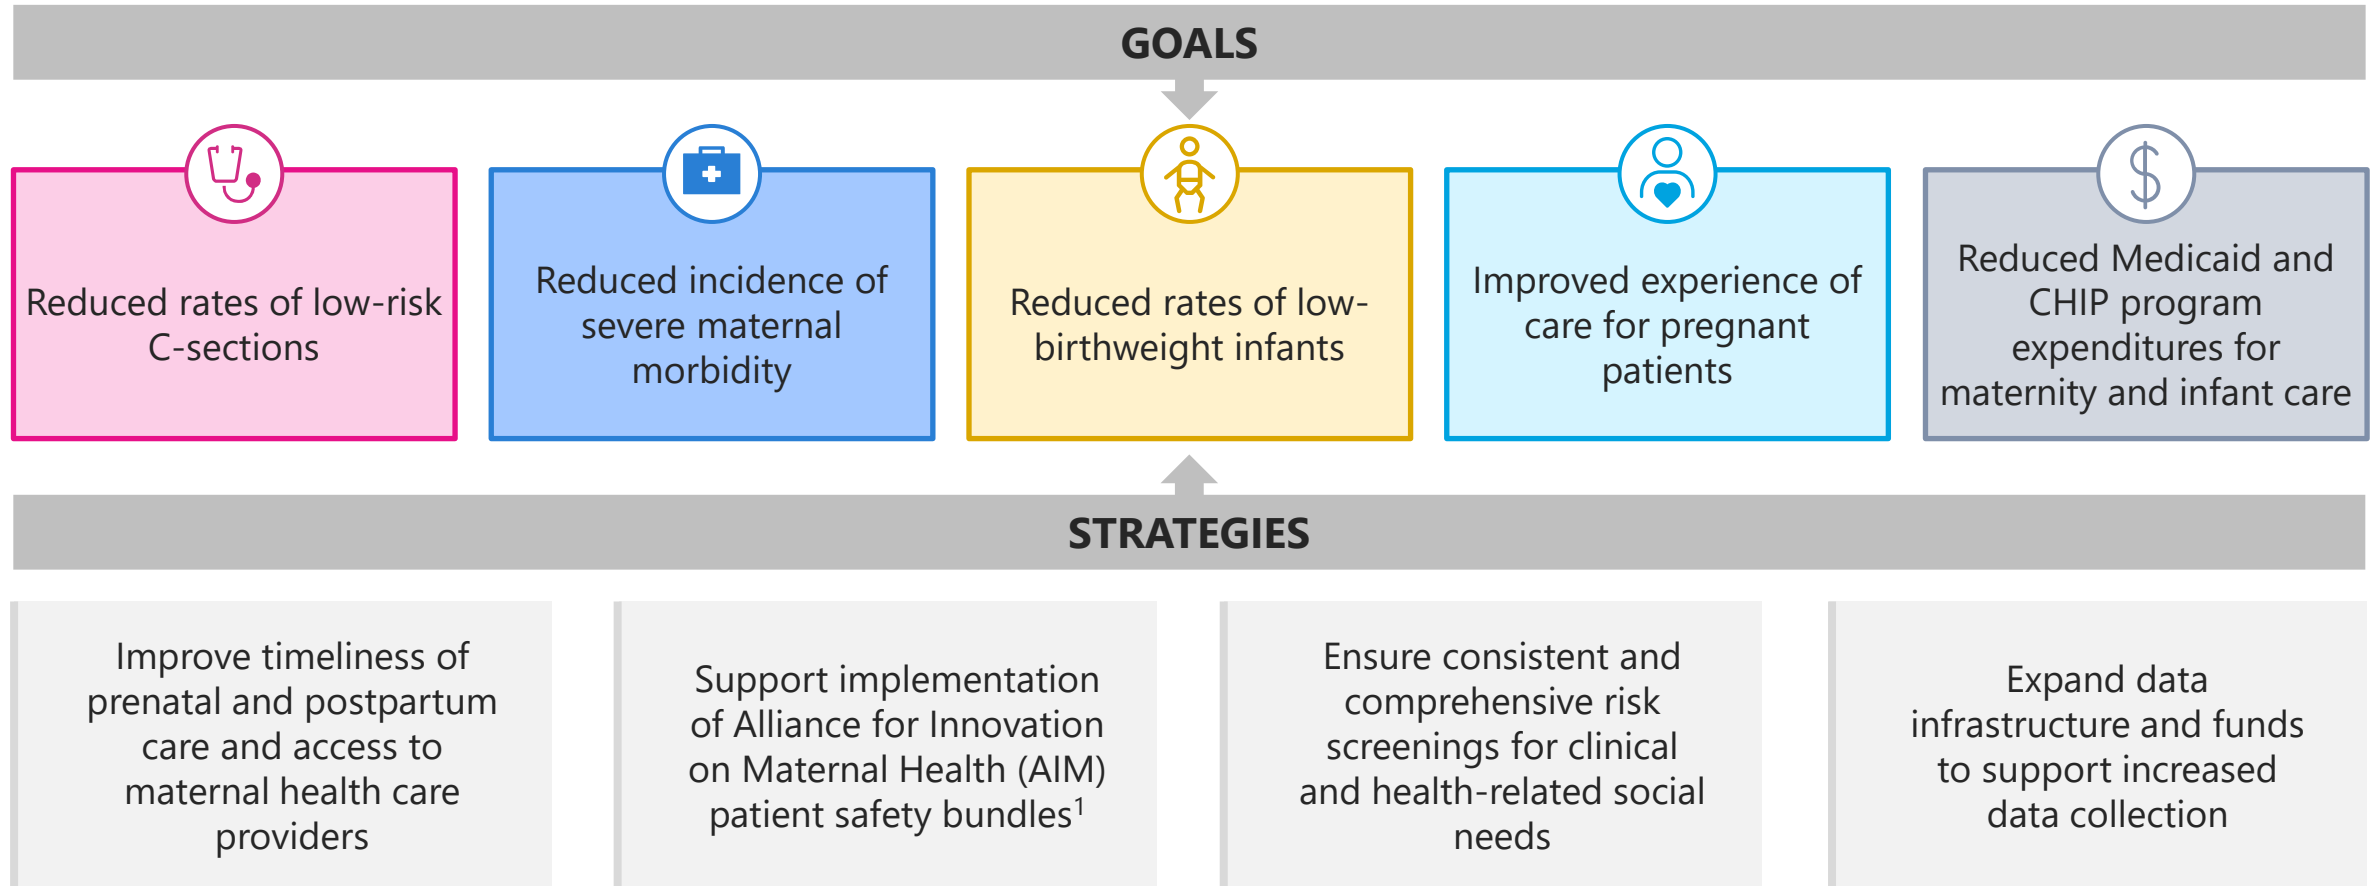 GOALS
Reduced rates of low-risk
C-sections
Reduced incidence of
severe maternal
morbidity
Reduced rates of low-
birthweight infants
Improved experience of
care for pregnant
patients
Reduced Medicaid and
CHIP program
expenditures for
maternity and infant care
STRATEGIES
Improve timeliness of
prenatal and postpartum
care and access to
maternal health care
providers
Support implementation
of Alliance for Innovation
on Maternal Health (AIM)
patient safety bundles¹
Ensure consistent and
comprehensive risk
screenings for clinical
and health-related social
needs
Expand data
infrastructure and funds
to support increased
data collection